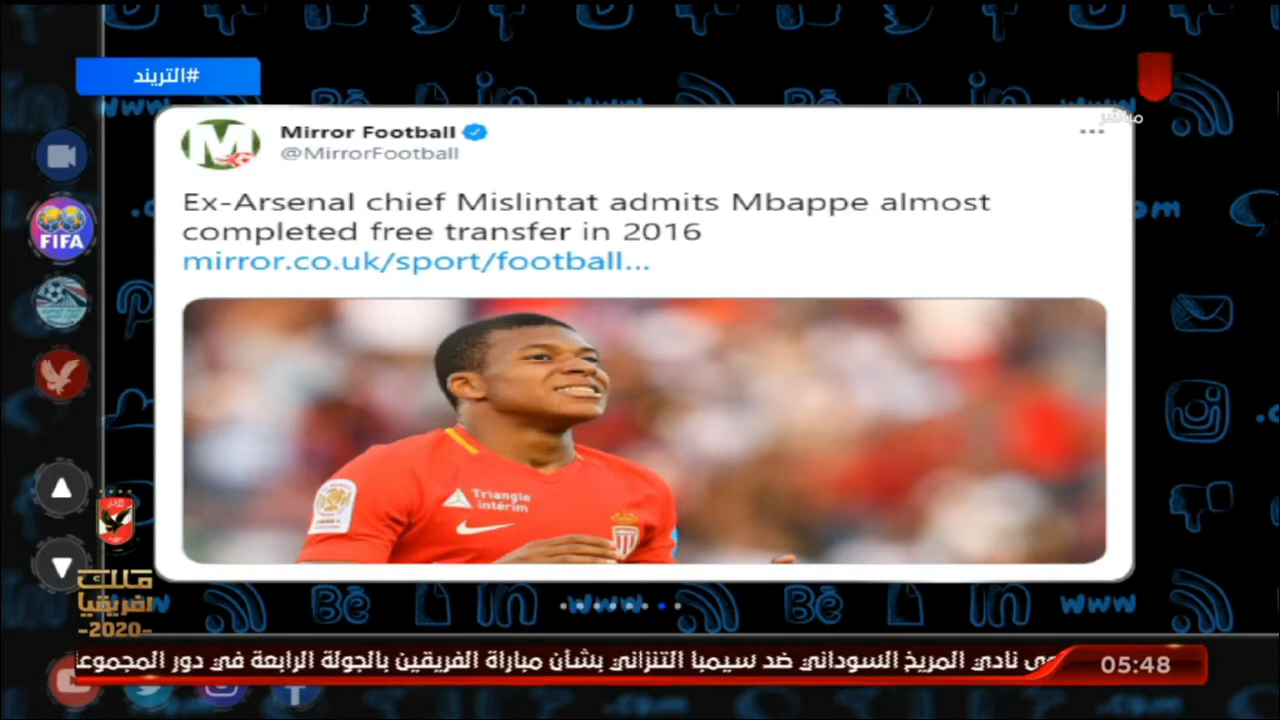 #التريند
مباشر
Mirror Football
@MirrorFootball
Ex-Arsenal chief Mislintat admits Mbappe almost
completed free transfer in 2016
mirror.co.uk/sport/football...
FIFA
Triangle
intérim
ملك
افريقيا
-2020-
نادي المريخ السوداني ضد سيمبا التنزاني بشأن مباراة الفريقين بالجولة الرابعة في دور
05:48